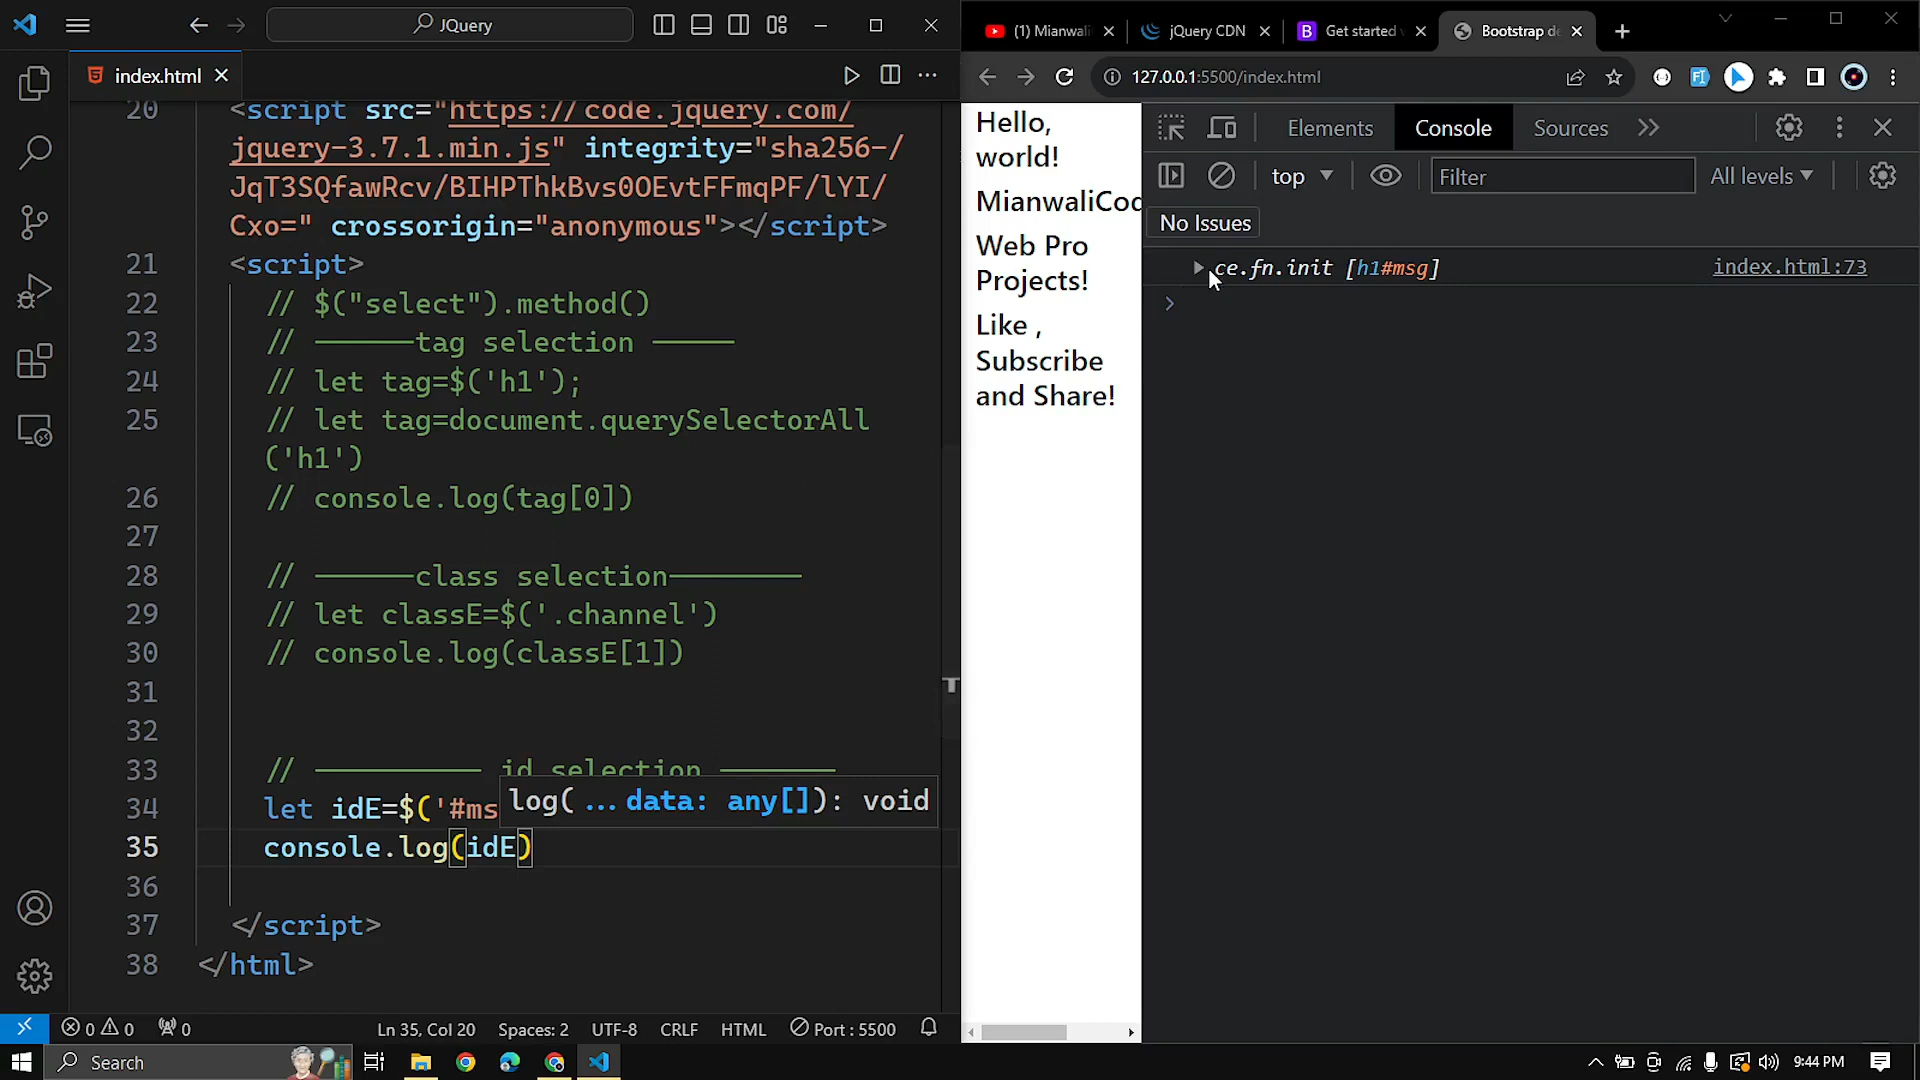 JQuery
index.html
20 <script src="https://code.jquery.com/
jquery-3.7.1.min.js" integrity="sha256-/
JqT3SQfawRcv/BIHPThkBvs0OEvtFFmqPF/lYI/
Cxo=" crossorigin="anonymous"></script>
21 <script>
22 // $("select").method()
23 // ------tag selection -----
24 // let tag=$('h1');
25 // let tag=document.querySelectorAll
('h1')
26 // console.log(tag[0])
27
28 // ------class selection--------
29 // let classE=$('.channel')
30 // console.log(classE[1])
31
32
33 // ---------- id selection -------
34 let idE=$('#ms
log(...data: any[]): void
35 console.log(idE)
36
37 </script>
38 </html>
0 0 0
Ln 35, Col 20 Spaces: 2 UTF-8 CRLF HTML Port : 5500
(1) Mianwali
jQuery CDN
Get started
Bootstrap de
127.0.0.1:5500/index.html
Hello,
world!
MianwaliCod
Web Pro
Projects!
Like ,
Subscribe
and Share!
Elements Console Sources
top Filter All levels
No Issues
ce.fn.init [h1#msg] index.html:73
Search
9:44 PM